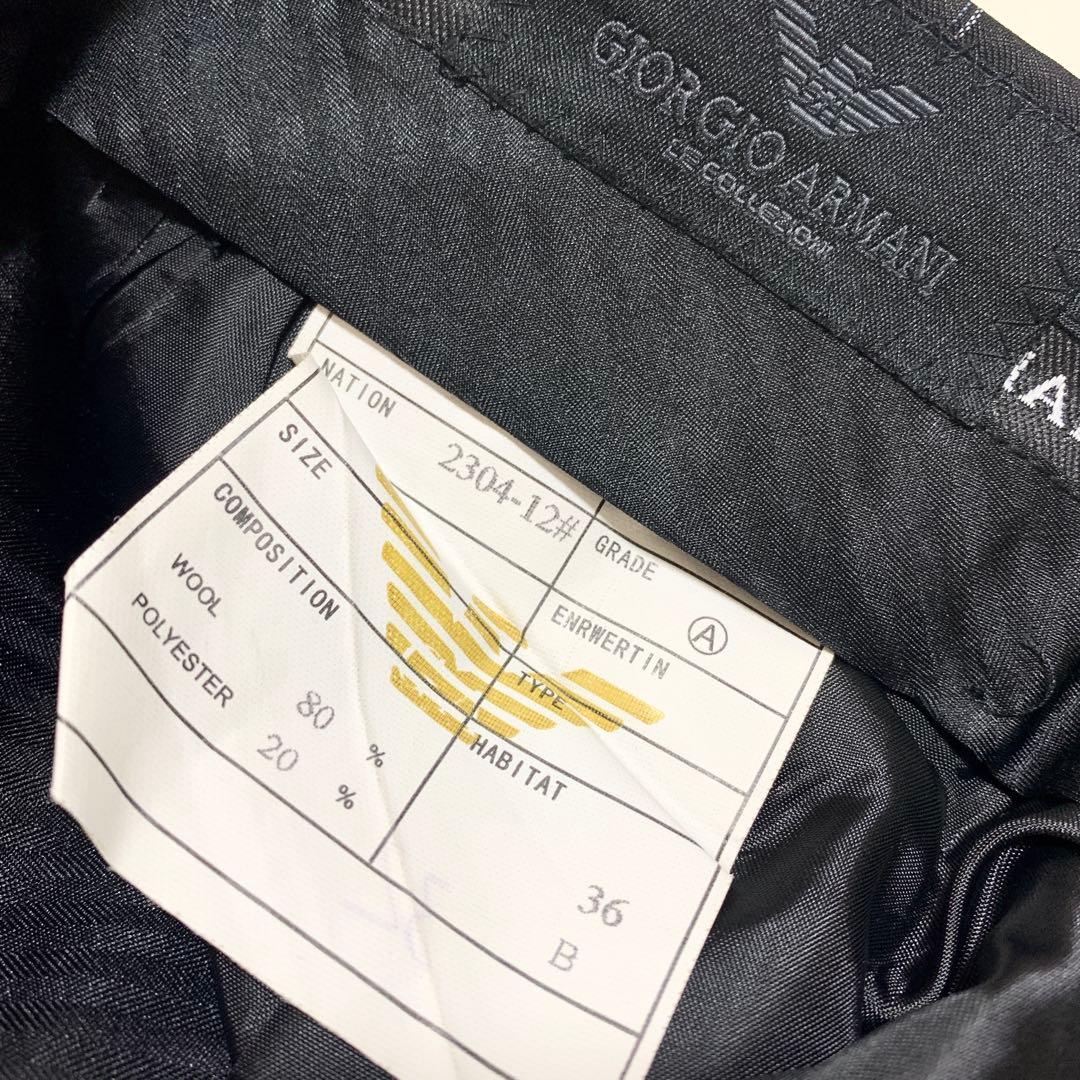 GIORGIO ARMANI
LE COLLEZIONI
NATION
2304-12#
GRADE
A
SIZE
ENRWERTIN
TYPE
COMPOSITION
HABITAT
WOOL 80 %
POLYESTER 20 %
36
B